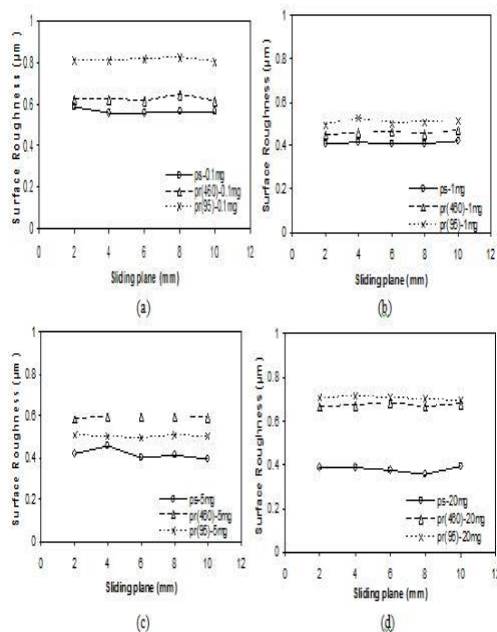 1
0.8
0.6
0.4
0.2
0
Surface Roughness (µm)
ps-0.1mg
pr(460)-0.1mg
pr(95)-0.1mg
0 2 4 6 8 10 12
Sliding plane (mm)
(a)
1
0.8
0.6
0.4
0.2
0
Surface Roughness (µm)
ps-1mg
pr(460)-1mg
pr(95)-1mg
0 2 4 6 8 10 12
Sliding plane (mm)
(b)
1
0.8
0.6
0.4
0.2
0
Surface Roughness (µm)
ps-5mg
pr(460)-5mg
pr(95)-5mg
0 2 4 6 8 10 12
Sliding plane (mm)
(c)
1
0.8
0.6
0.4
0.2
0
Surface Roughness (µm)
ps-20mg
pr(460)-20mg
pr(95)-20mg
0 2 4 6 8 10 12
Sliding plane (mm)
(d)